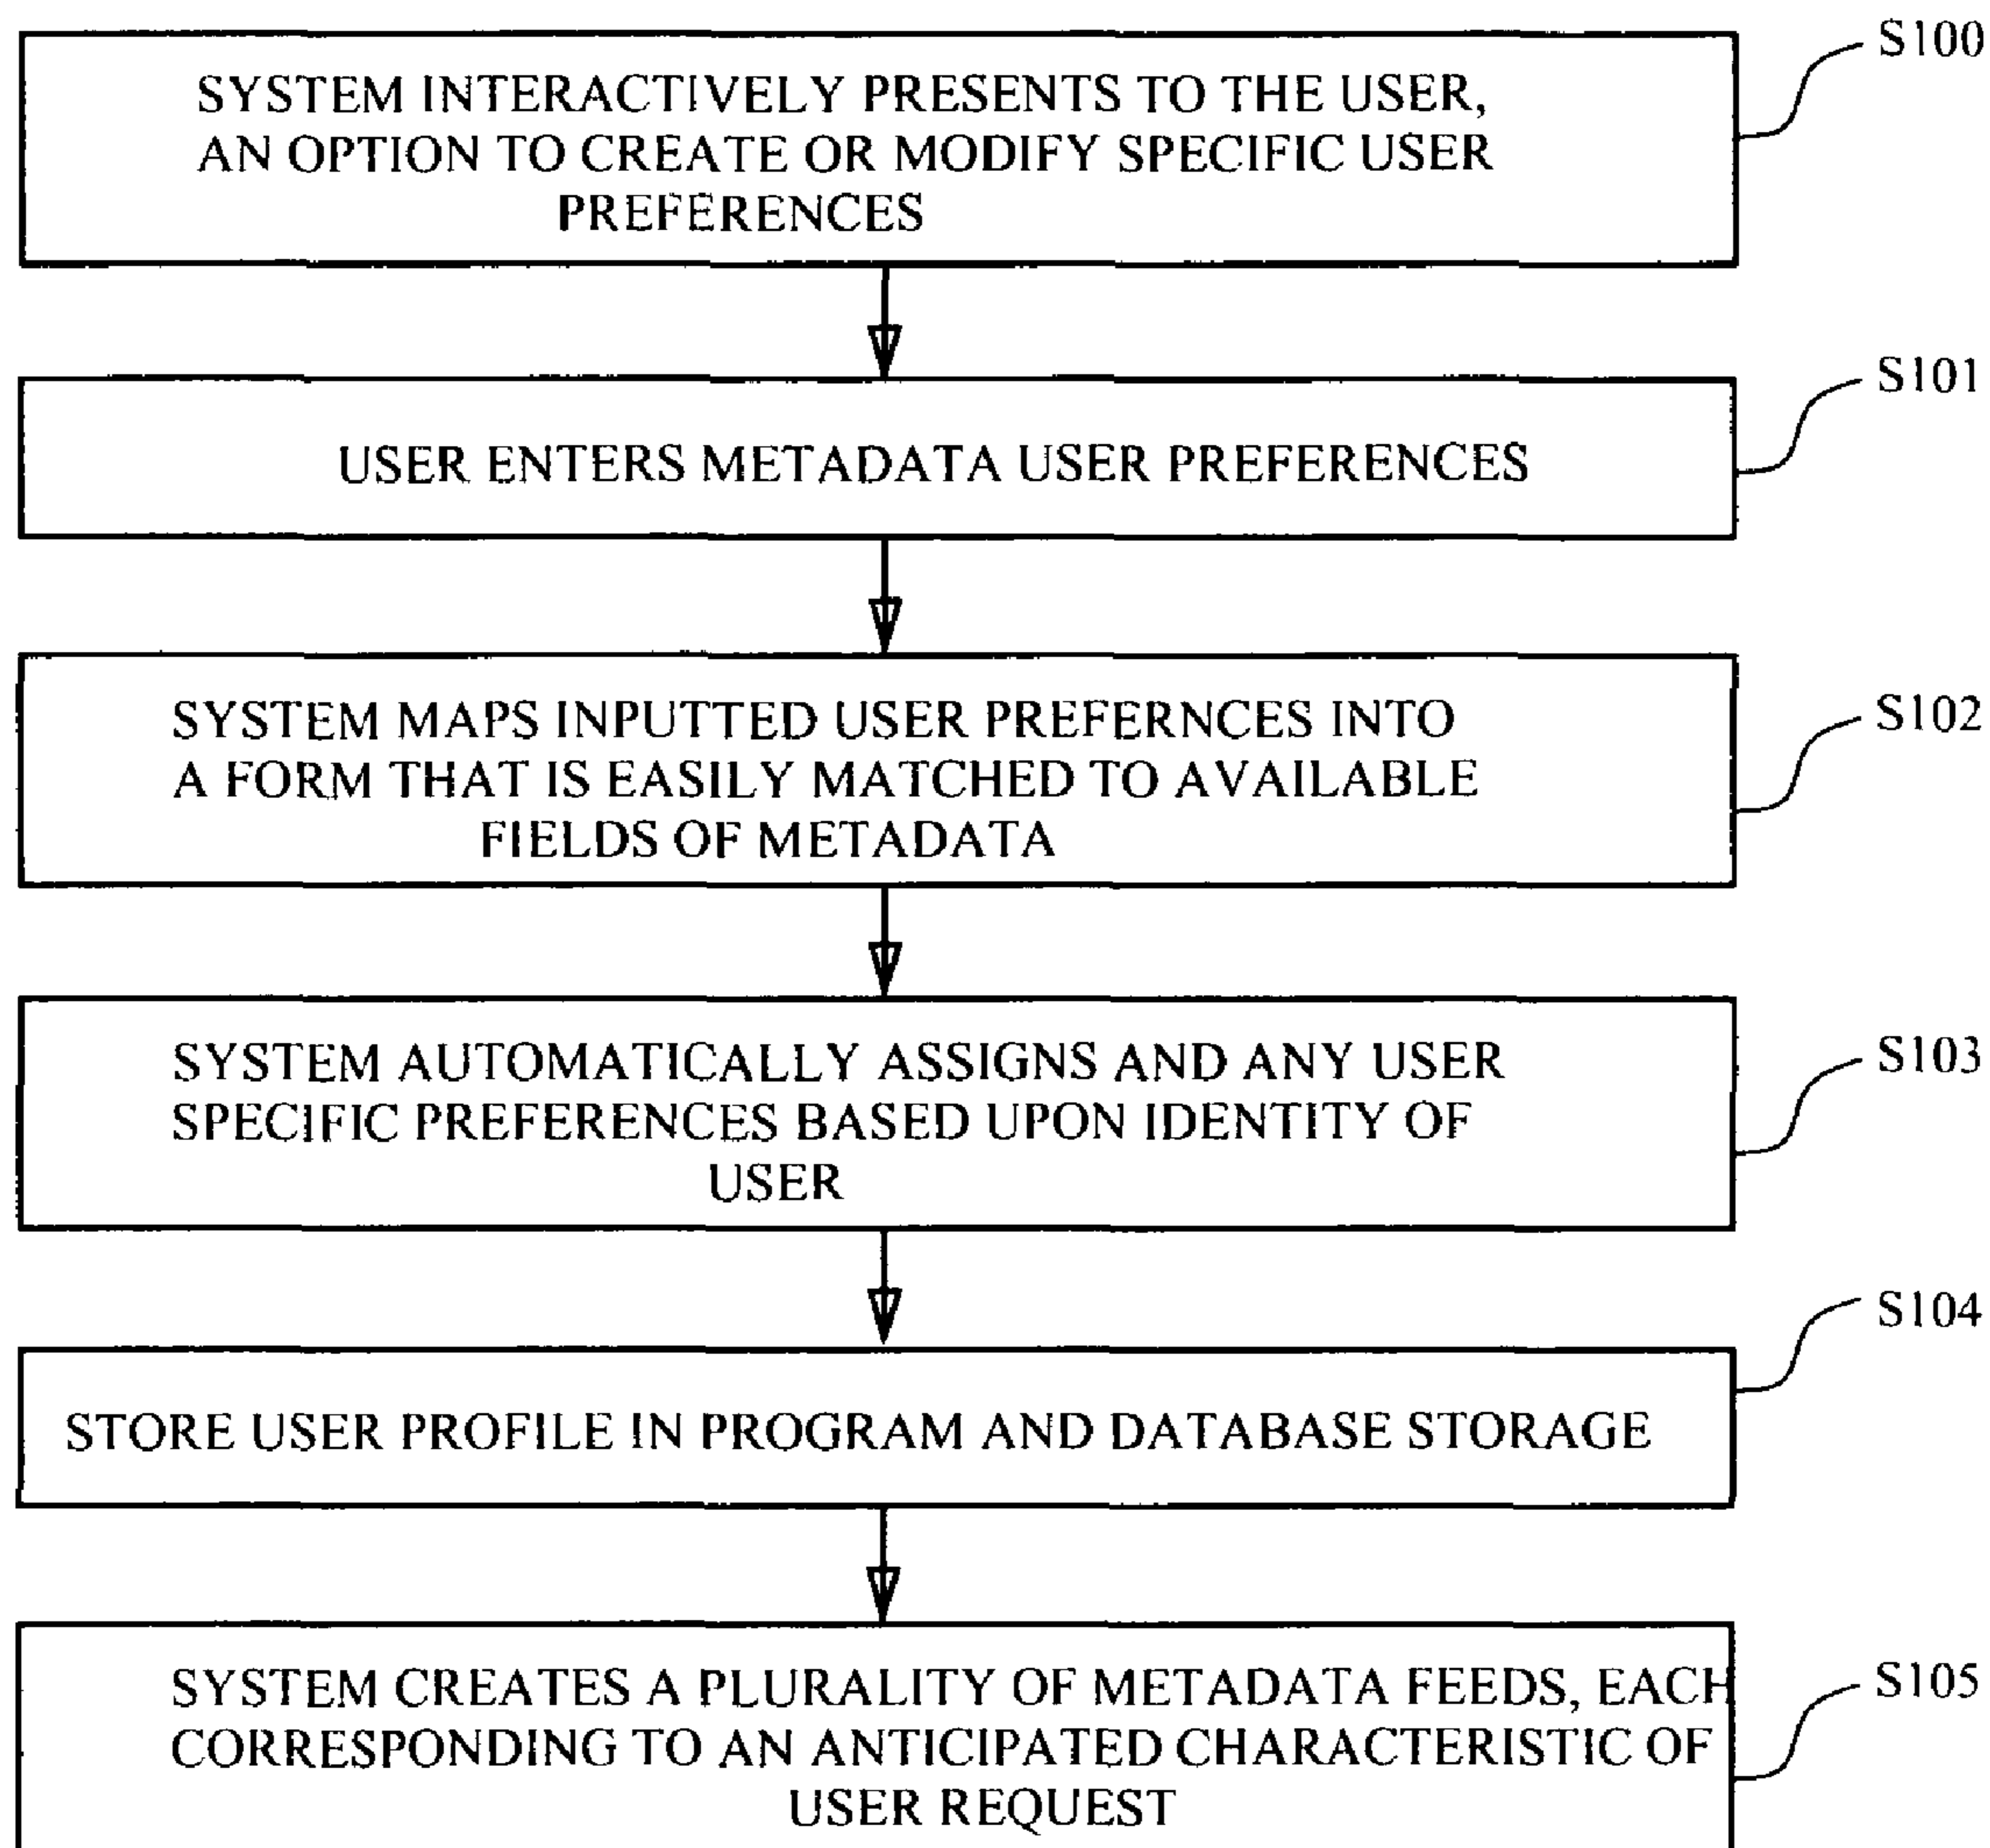 S100
SYSTEM INTERACTIVELY PRESENTS TO THE USER,
AN OPTION TO CREATE OR MODIFY SPECIFIC USER
PREFERENCES
S101
USER ENTERS METADATA USER PREFERENCES
S102
SYSTEM MAPS INPUTTED USER PREFERNCES INTO
A FORM THAT IS EASILY MATCHED TO AVAILABLE
FIELDS OF METADATA
S103
SYSTEM AUTOMATICALLY ASSIGNS AND ANY USER
SPECIFIC PREFERENCES BASED UPON IDENTITY OF
USER
S104
STORE USER PROFILE IN PROGRAM AND DATABASE STORAGE
S105
SYSTEM CREATES A PLURALITY OF METADATA FEEDS, EACH
CORRESPONDING TO AN ANTICIPATED CHARACTERISTIC OF
USER REQUEST